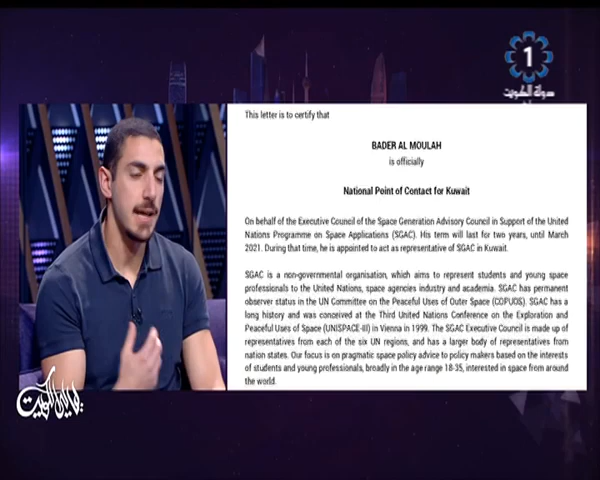 1
دولة الكويت
This letter is to certify that
BADER AL MOULAH
is officially
National Point of Contact for Kuwait
On behalf of the Executive Council of the Space Generation Advisory Council in Support of the United
Nations Programme on Space Applications (SGAC). His term will last for two years, until March
2021. During that time, he is appointed to act as representative of SGAC in Kuwait.
SGAC is a non-governmental organisation, which aims to represent students and young space
professionals to the United Nations, space agencies industry and academia. SGAC has permanent
observer status in the UN Committee on the Peaceful Uses of Outer Space (COPUOS). SGAC has a
long history and was conceived at the Third United Nations Conference on the Exploration and
Peaceful Uses of Space (UNISPACE-III) in Vienna in 1999. The SGAC Executive Council is made up of
representatives from each of the six UN regions, and has a larger body of representatives from
nation states. Our focus is on pragmatic space policy advice to policy makers based on the interests
of students and young professionals, broadly in the age range 18-35, interested in space from around
the world.